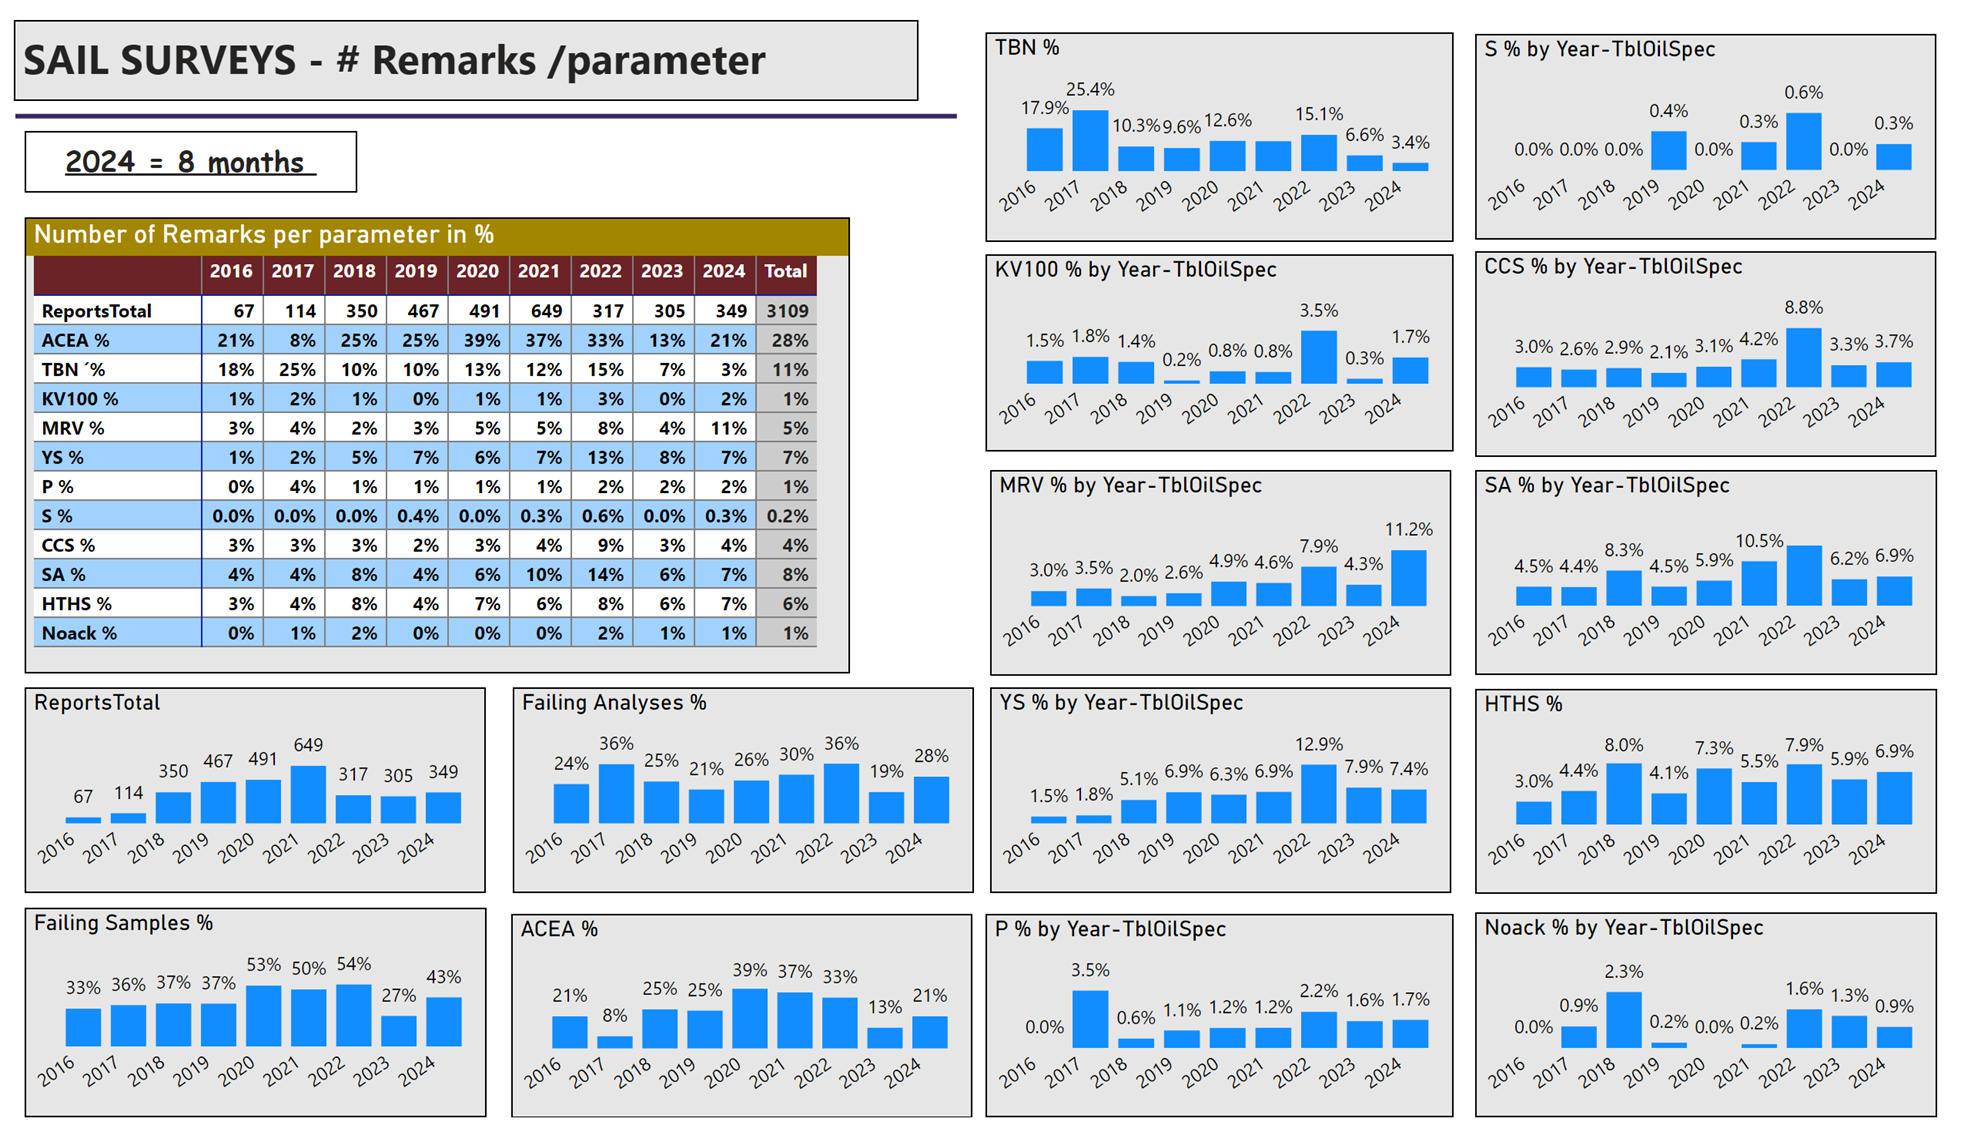 SAIL SURVEYS - # Remarks /parameter
2024 = 8 months
Number of Remarks per parameter in %
2016 2017 2018 2019 2020 2021 2022 2023 2024 Total
ReportsTotal 67 114 350 467 491 649 317 305 349 3109
ACEA % 21% 8% 25% 25% 39% 37% 33% 13% 21% 28%
TBN ´% 18% 25% 10% 10% 13% 12% 15% 7% 3% 11%
KV100 % 1% 2% 1% 0% 1% 1% 3% 0% 2% 1%
MRV % 3% 4% 2% 3% 5% 5% 8% 4% 11% 5%
YS % 1% 2% 5% 7% 6% 7% 13% 8% 7% 7%
P % 0% 4% 1% 1% 1% 1% 2% 2% 2% 1%
S % 0.0% 0.0% 0.0% 0.4% 0.0% 0.3% 0.6% 0.0% 0.3% 0.2%
CCS % 3% 3% 3% 2% 3% 4% 9% 3% 4% 4%
SA % 4% 4% 8% 4% 6% 10% 14% 6% 7% 8%
HTHS % 3% 4% 8% 4% 7% 6% 8% 6% 7% 6%
Noack % 0% 1% 2% 0% 0% 0% 2% 1% 1% 1%
ReportsTotal
67 114 350 467 491 649 317 305 349
2016 2017 2018 2019 2020 2021 2022 2023 2024
Failing Analyses %
24% 36% 25% 21% 26% 30% 36% 19% 28%
2016 2017 2018 2019 2020 2021 2022 2023 2024
Failing Samples %
33% 36% 37% 37% 53% 50% 54% 27% 43%
2016 2017 2018 2019 2020 2021 2022 2023 2024
ACEA %
21% 8% 25% 25% 39% 37% 33% 13% 21%
2016 2017 2018 2019 2020 2021 2022 2023 2024
TBN %
17.9% 25.4% 10.3% 9.6% 12.6% 15.1% 6.6% 3.4%
2016 2017 2018 2019 2020 2021 2022 2023 2024
S % by Year-TblOilSpec
0.0% 0.0% 0.0% 0.4% 0.0% 0.3% 0.6% 0.0% 0.3%
2016 2017 2018 2019 2020 2021 2022 2023 2024
KV100 % by Year-TblOilSpec
1.5% 1.8% 1.4% 0.2% 0.8% 0.8% 3.5% 0.3% 1.7%
2016 2017 2018 2019 2020 2021 2022 2023 2024
CCS % by Year-TblOilSpec
3.0% 2.6% 2.9% 2.1% 3.1% 4.2% 8.8% 3.3% 3.7%
2016 2017 2018 2019 2020 2021 2022 2023 2024
MRV % by Year-TblOilSpec
3.0% 3.5% 2.0% 2.6% 4.9% 4.6% 7.9% 4.3% 11.2%
2016 2017 2018 2019 2020 2021 2022 2023 2024
SA % by Year-TblOilSpec
4.5% 4.4% 8.3% 4.5% 5.9% 10.5% 6.2% 6.9%
2016 2017 2018 2019 2020 2021 2022 2023 2024
YS % by Year-TblOilSpec
1.5% 1.8% 5.1% 6.9% 6.3% 6.9% 12.9% 7.9% 7.4%
2016 2017 2018 2019 2020 2021 2022 2023 2024
HTHS %
3.0% 4.4% 8.0% 4.1% 7.3% 5.5% 7.9% 5.9% 6.9%
2016 2017 2018 2019 2020 2021 2022 2023 2024
P % by Year-TblOilSpec
0.0% 3.5% 0.6% 1.1% 1.2% 1.2% 2.2% 1.6% 1.7%
2016 2017 2018 2019 2020 2021 2022 2023 2024
Noack % by Year-TblOilSpec
0.0% 0.9% 2.3% 0.2% 0.0% 0.2% 1.6% 1.3% 0.9%
2016 2017 2018 2019 2020 2021 2022 2023 2024